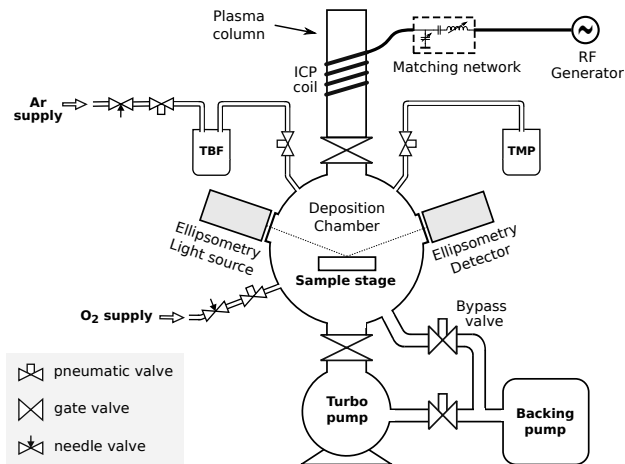 Plasma
column
ICP
coil
Matching network
RF
Generator
Ar
supply
TBF
TMP
Deposition
Chamber
Ellipsometry
Light source
Ellipsometry
Detector
Sample stage
O2 supply
Bypass
valve
pneumatic valve
gate valve
needle valve
Turbo
pump
Backing
pump